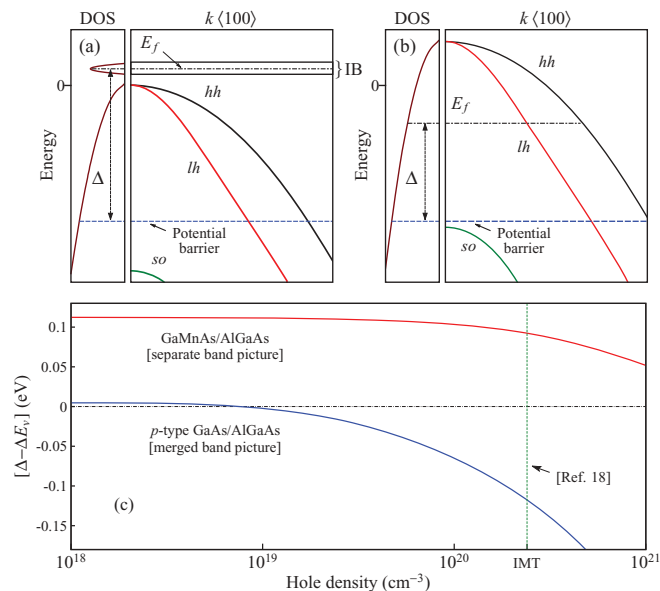 DOS
k ⟨100⟩
(a)
E_f
IB
0
hh
Energy
lh
Δ
Potential
barrier
so
DOS
k ⟨100⟩
(b)
0
hh
E_f
Energy
lh
Δ
Potential
barrier
so
0.1
GaMnAs/AlGaAs
[separate band picture]
0.05
0
p-type GaAs/AlGaAs
[merged band picture]
-0.05
[Ref. 18]
-0.1
-0.15
(c)
[Δ−ΔE_v] (eV)
10^18
10^19
10^20
IMT
10^21
Hole density (cm^−3)